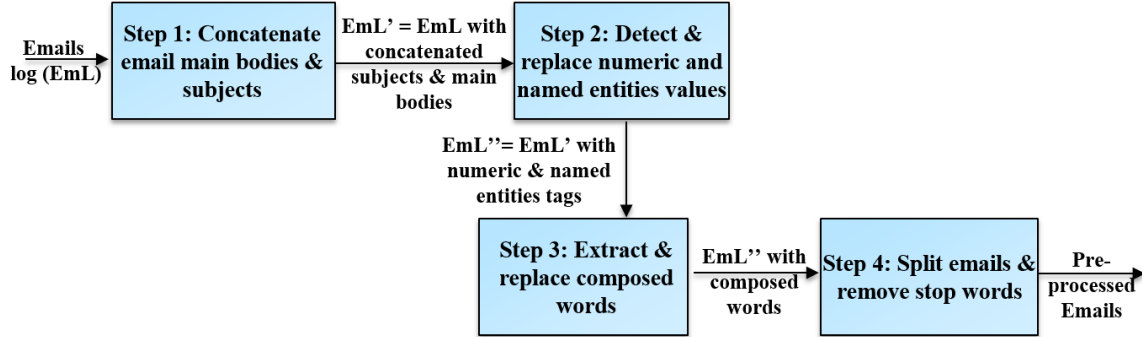 Emails
log (EmL)
Step 1: Concatenate
email main bodies &
subjects
EmL’ = EmL with
concatenated
subjects & main
bodies
Step 2: Detect &
replace numeric and
named entities values
EmL’’= EmL’ with
numeric & named
entities tags
Step 3: Extract &
replace composed
words
EmL’’ with
composed
words
Step 4: Split emails &
remove stop words
Pre-
processed
Emails